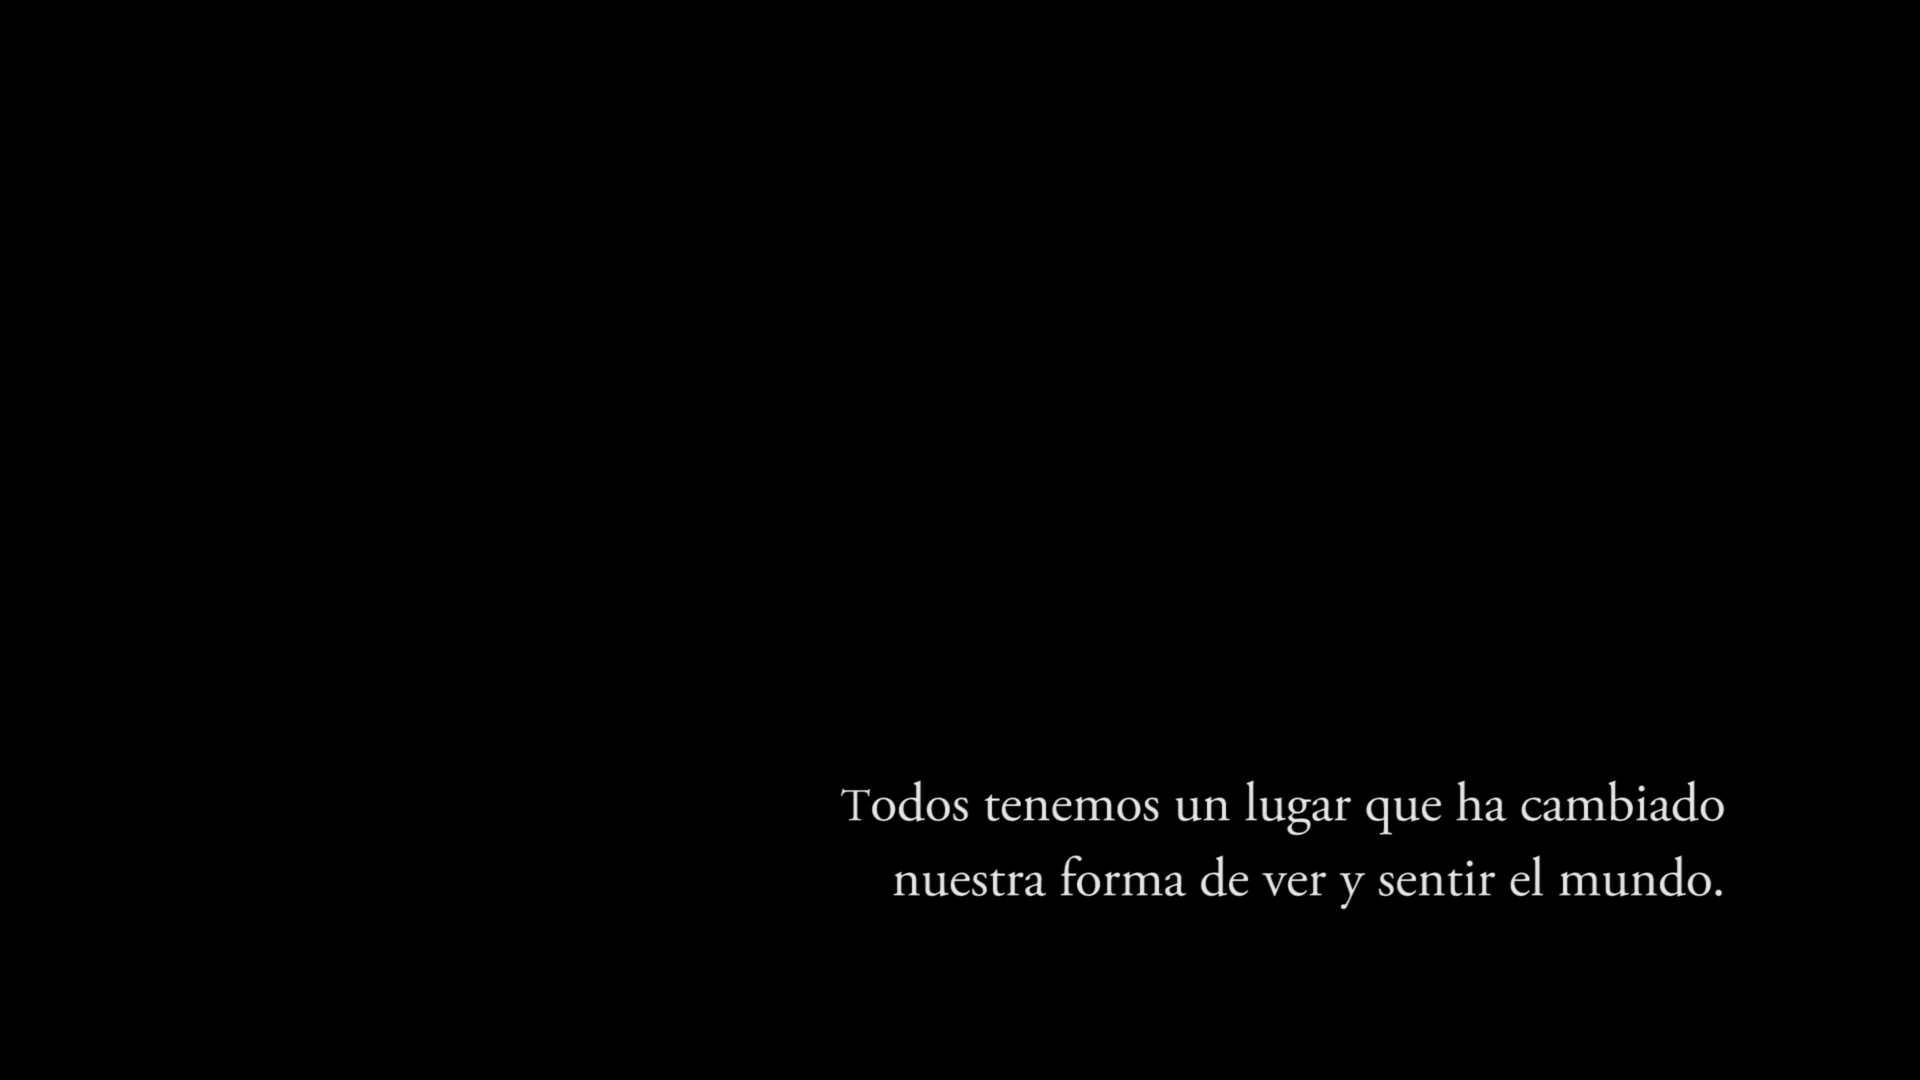 Todos tenemos un lugar que ha cambiado
nuestra forma de ver y sentir el mundo.